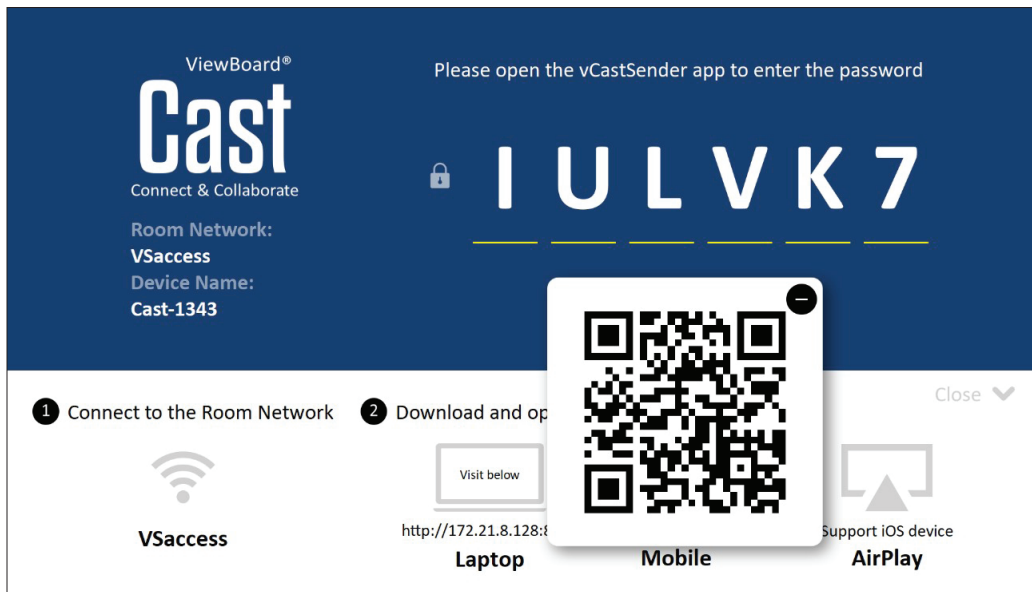 ViewBoard®
Cast
Connect & Collaborate
Room Network:
VSaccess
Device Name:
Cast-1343
Please open the vCastSender app to enter the password
I U L V K 7
Close
1 Connect to the Room Network
VSaccess
2 Download and op
Visit below
http://172.21.8.128:8
Laptop
Mobile
Support iOS device
AirPlay